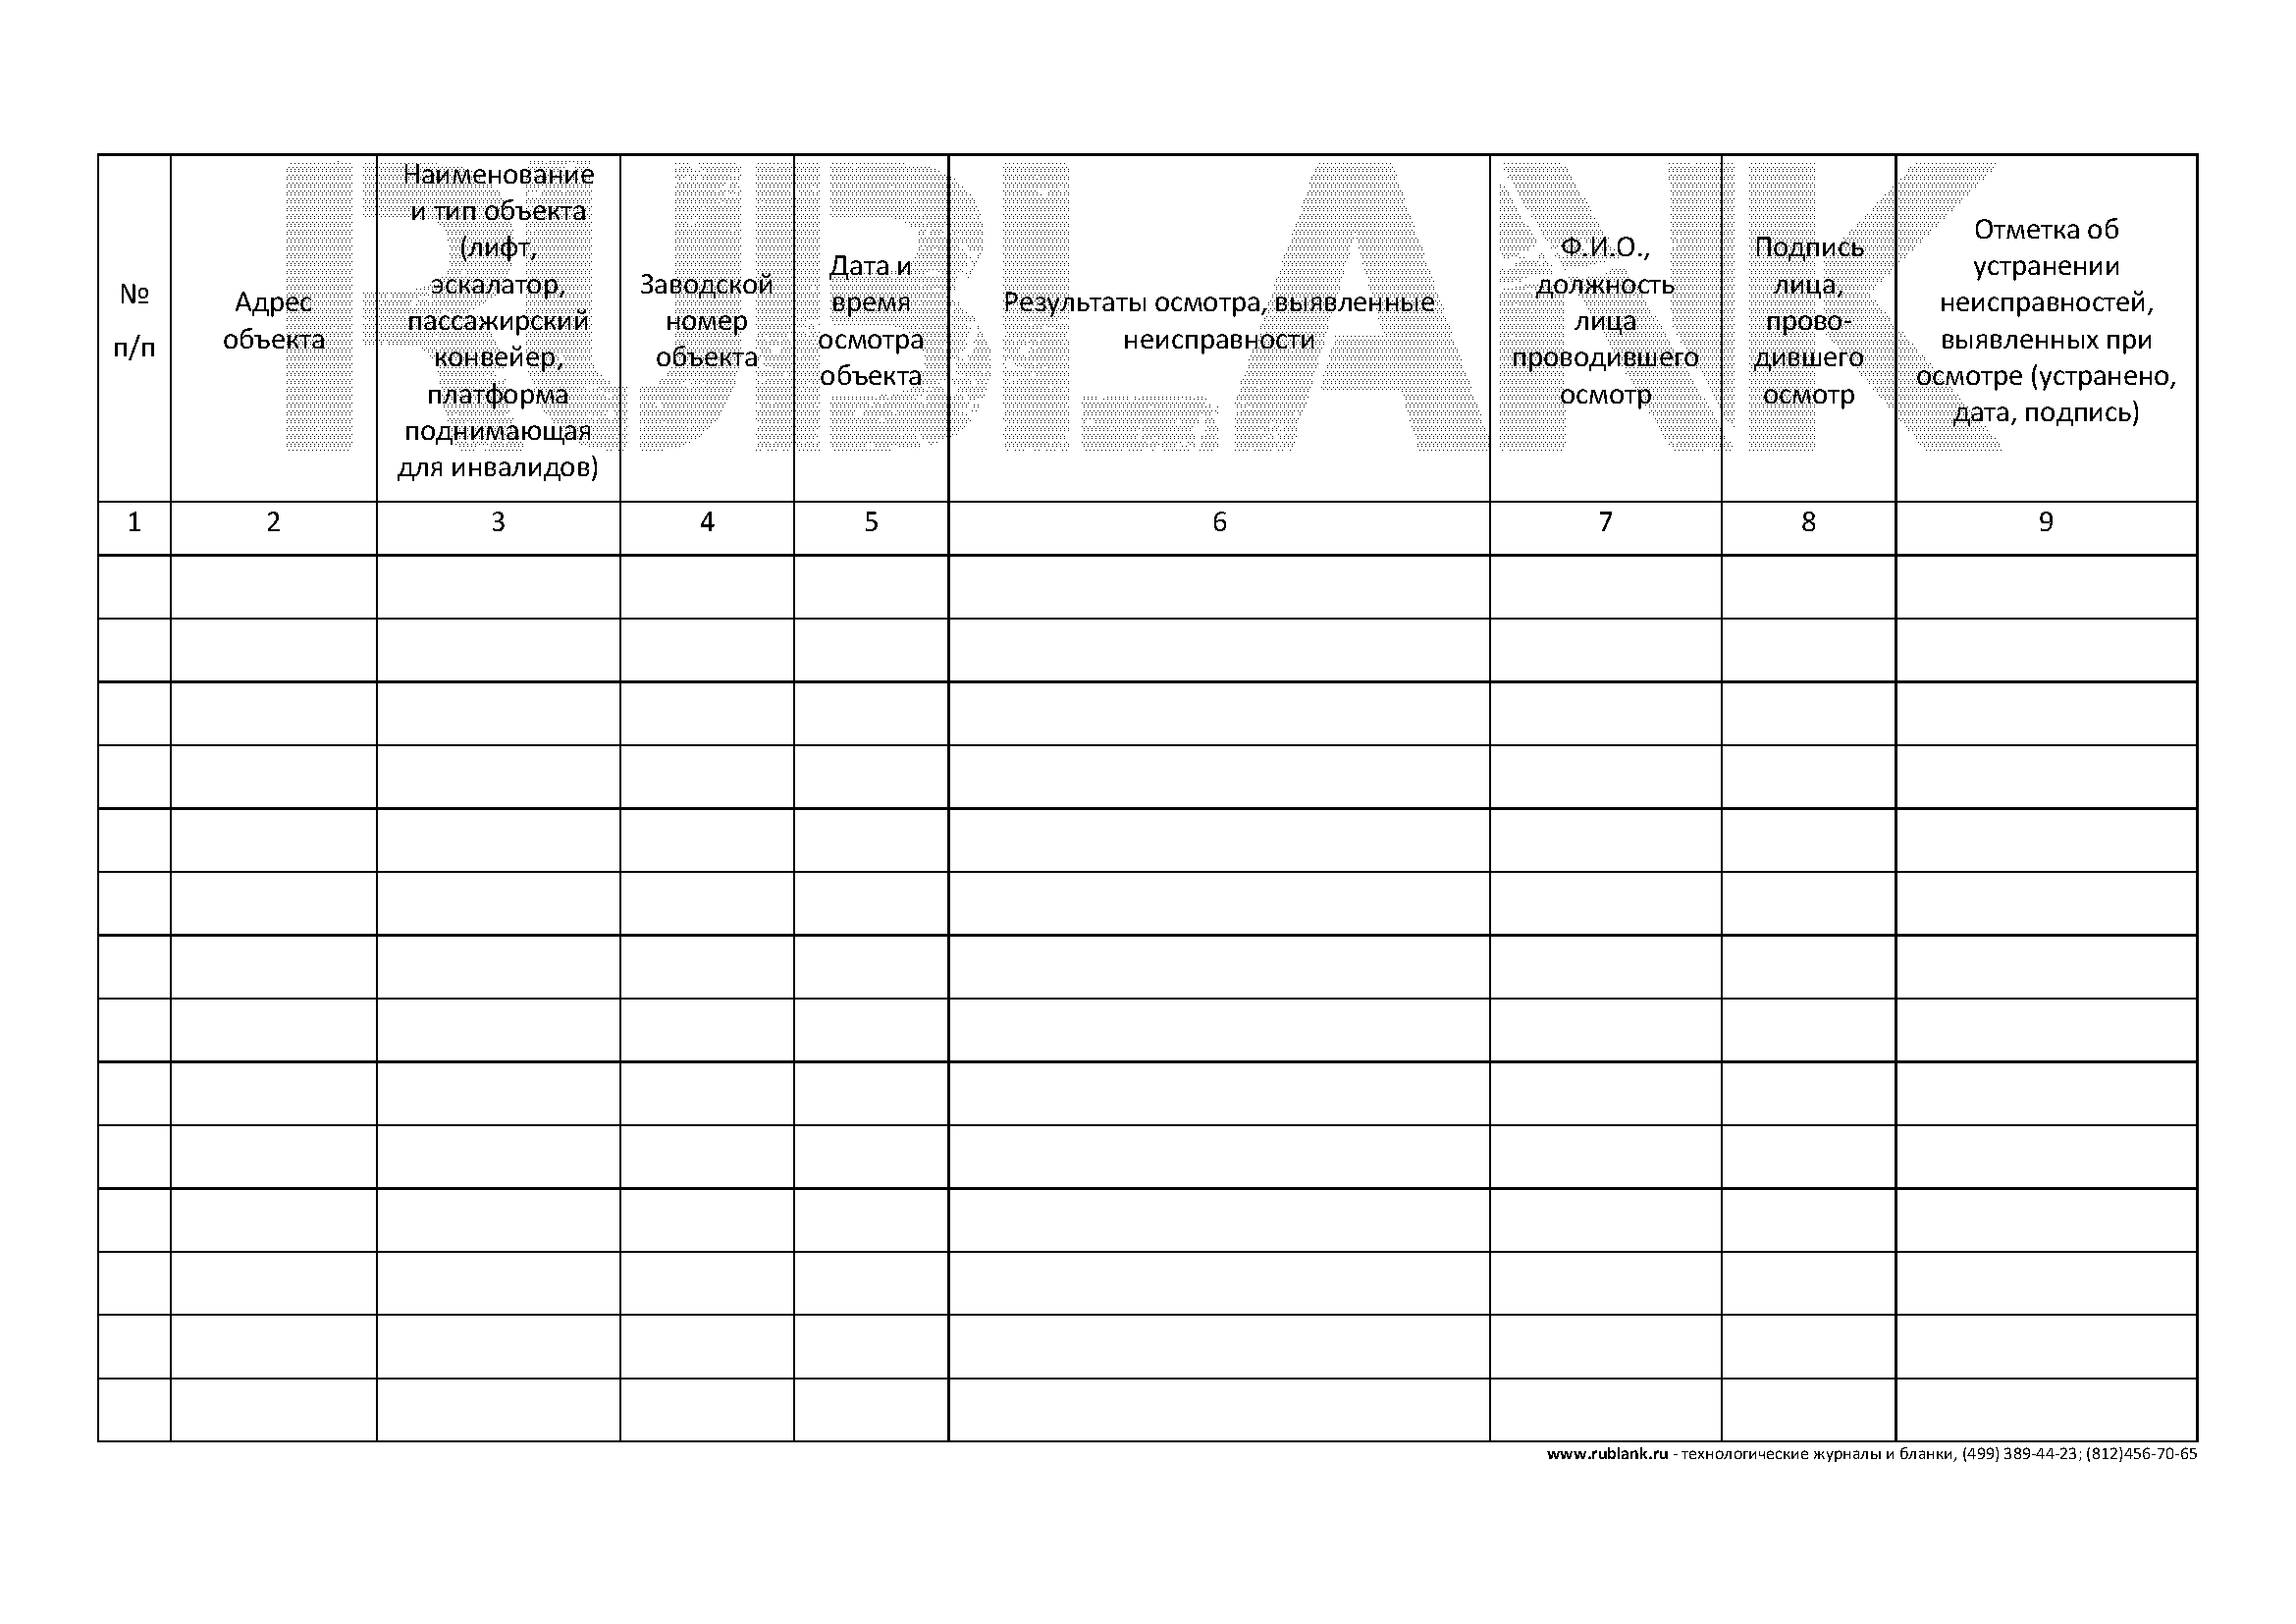 №
п/п
Адрес
объекта
Наименование
и тип объекта
(лифт,
эскалатор,
пассажирский
конвейер,
платформа
поднимающая
для инвалидов)
Заводской
номер
объекта
Дата и
время
осмотра
объекта
Результаты осмотра, выявленные
неисправности
Ф.И.О.,
должность
лица
проводившего
осмотр
Подпись
лица,
прово-
дившего
осмотр
Отметка об
устранении
неисправностей,
выявленных при
осмотре (устранено,
дата, подпись)
RUBLANK
1 2 3 4 5 6 7 8 9
www.rublank.ru - технологические журналы и бланки, (499) 389-44-23; (812)456-70-65